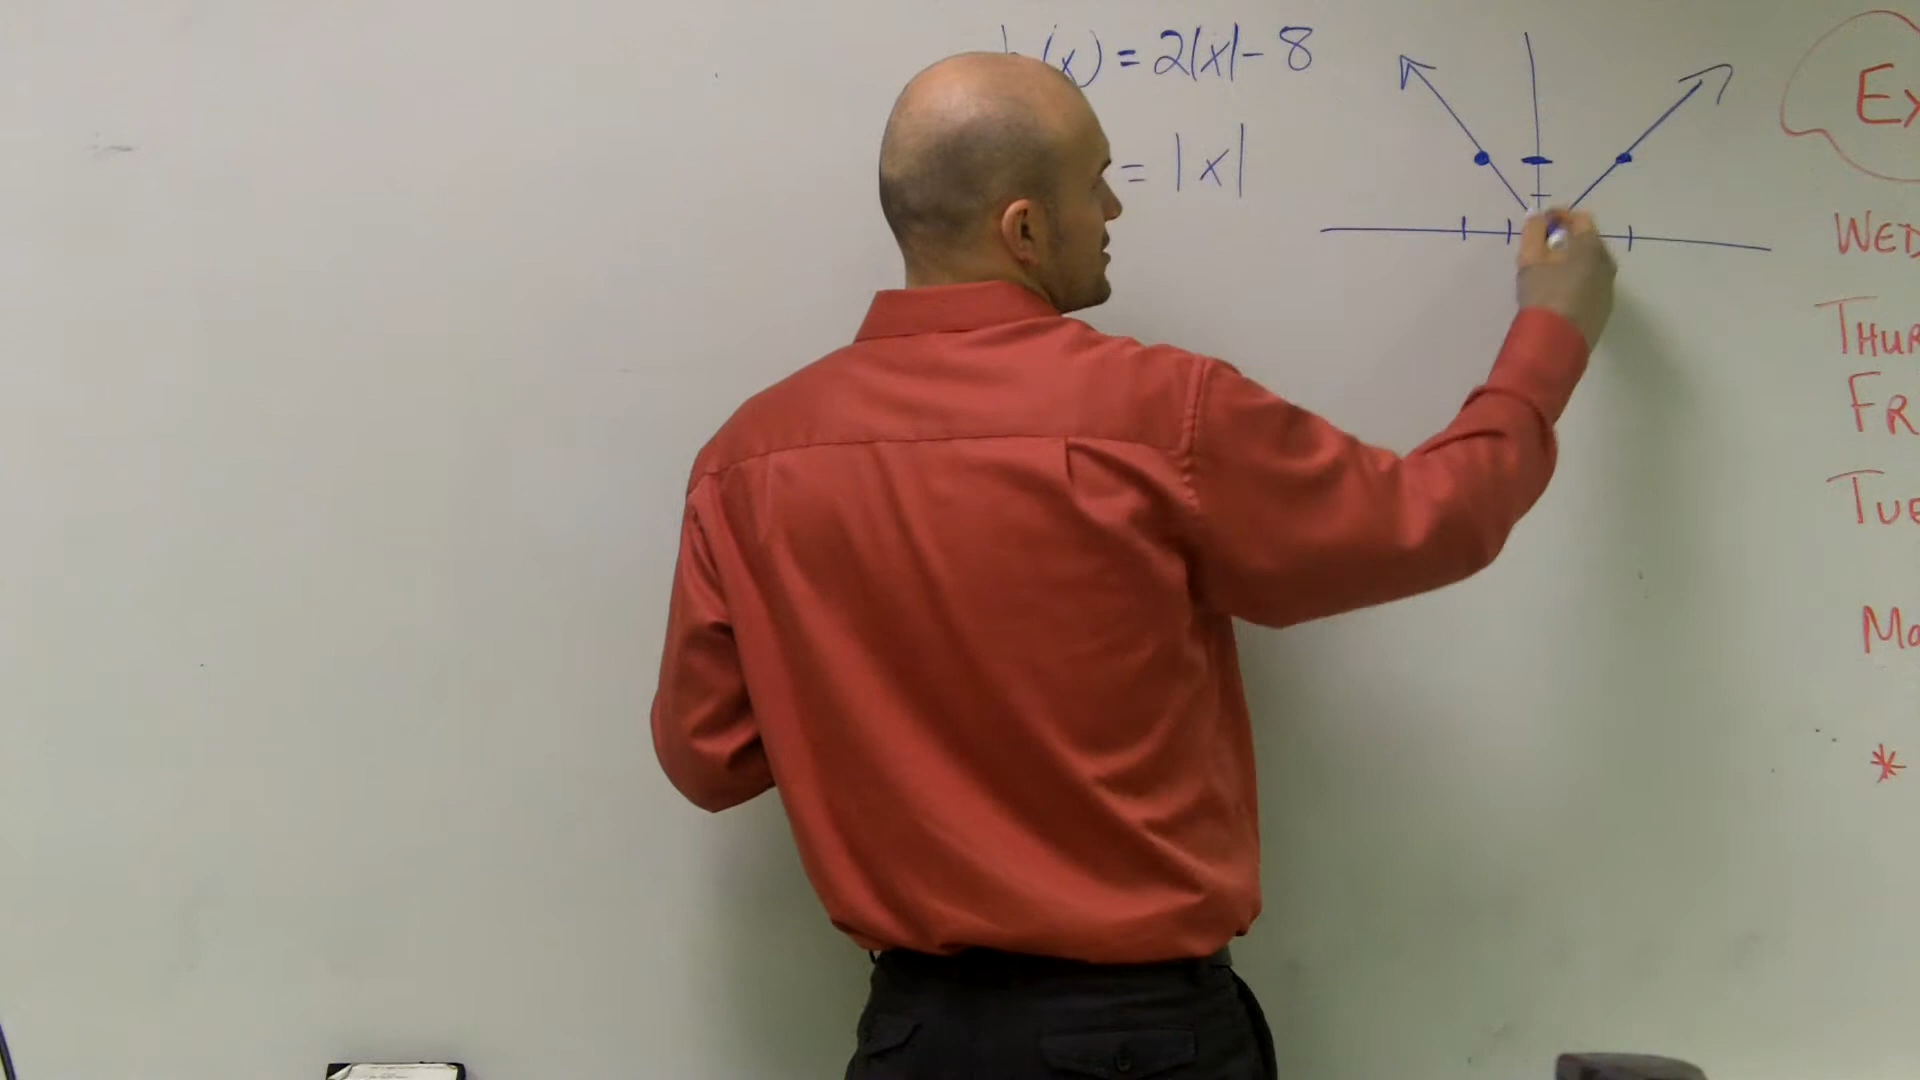 (x) = 2|x| - 8
= |x|
Ex
WED
THUR
FR
TUE
Mo
*